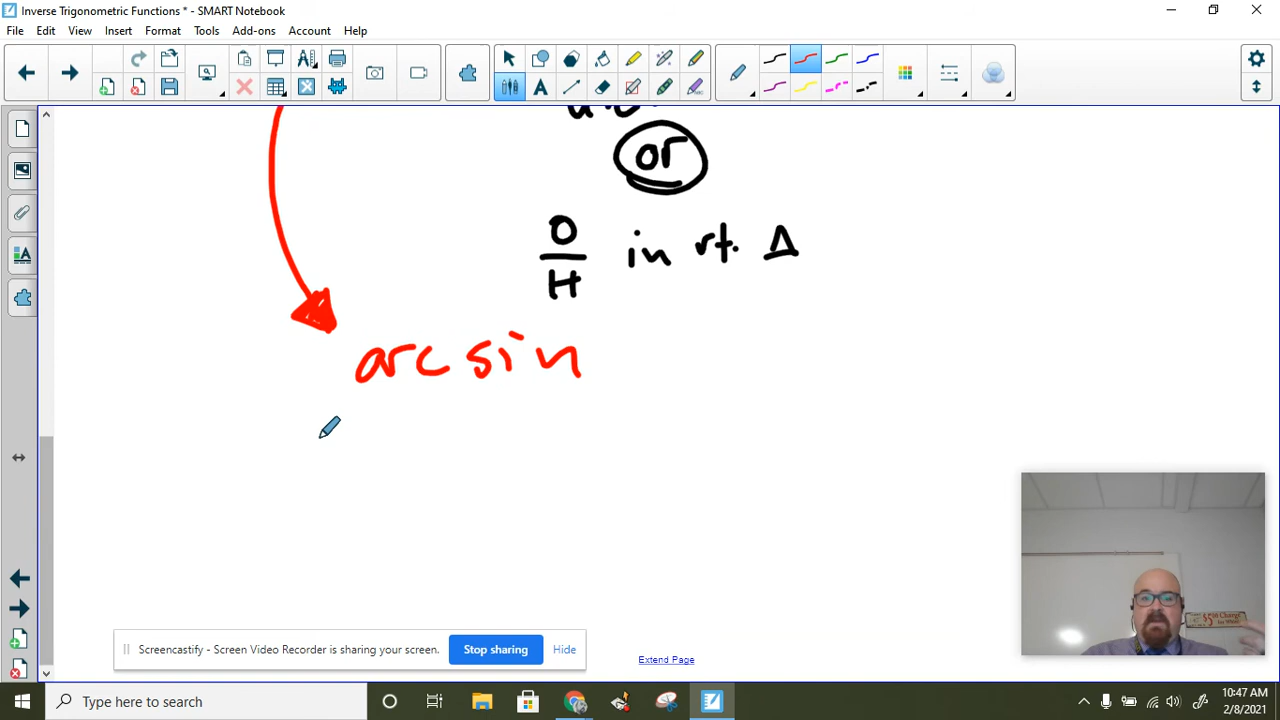 Inverse Trigonometric Functions * - SMART Notebook
File Edit View Insert Format Tools Add-ons Account Help
or
O
H
in rt. Δ
arc sin
Screencastify - Screen Video Recorder is sharing your screen. Stop sharing Hide
Extend Page
Type here to search
10:47 AM
2/8/2021